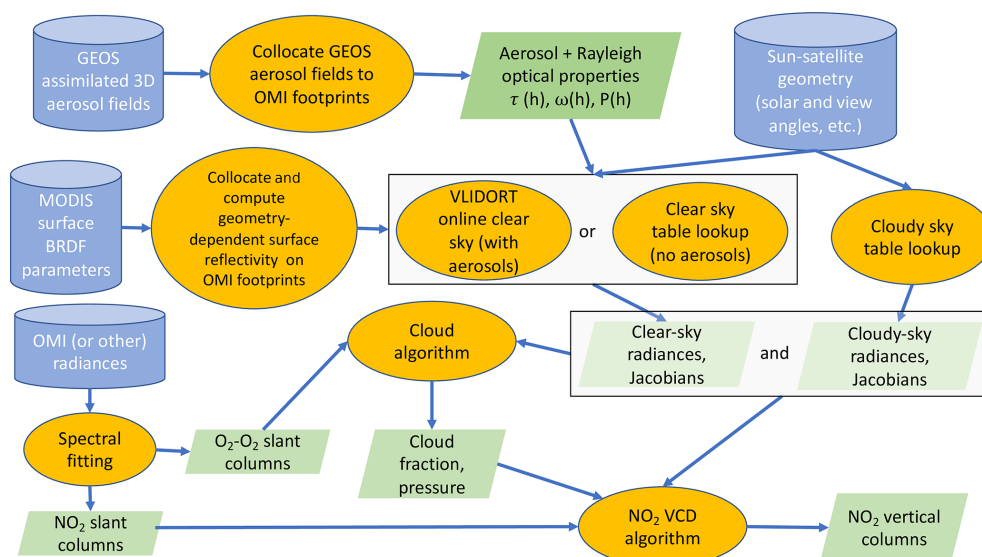 GEOS
assimilated 3D
aerosol fields
Collocate GEOS
aerosol fields to
OMI footprints
Aerosol + Rayleigh
optical properties
τ (h), ω(h), P(h)
Sun-satellite
geometry
(solar and view
angles, etc.)
MODIS
surface
BRDF
parameters
Collocate and
compute
geometry-
dependent surface
reflectivity on
OMI footprints
VLIDORT
online clear
sky (with
aerosols)
or
Clear sky
table lookup
(no aerosols)
Cloudy sky
table lookup
OMI (or other)
radiances
Cloud
algorithm
Clear-sky
radiances,
Jacobians
and
Cloudy-sky
radiances,
Jacobians
Spectral
fitting
O₂-O₂ slant
columns
Cloud
fraction,
pressure
NO₂ slant
columns
NO₂ VCD
algorithm
NO₂ vertical
columns